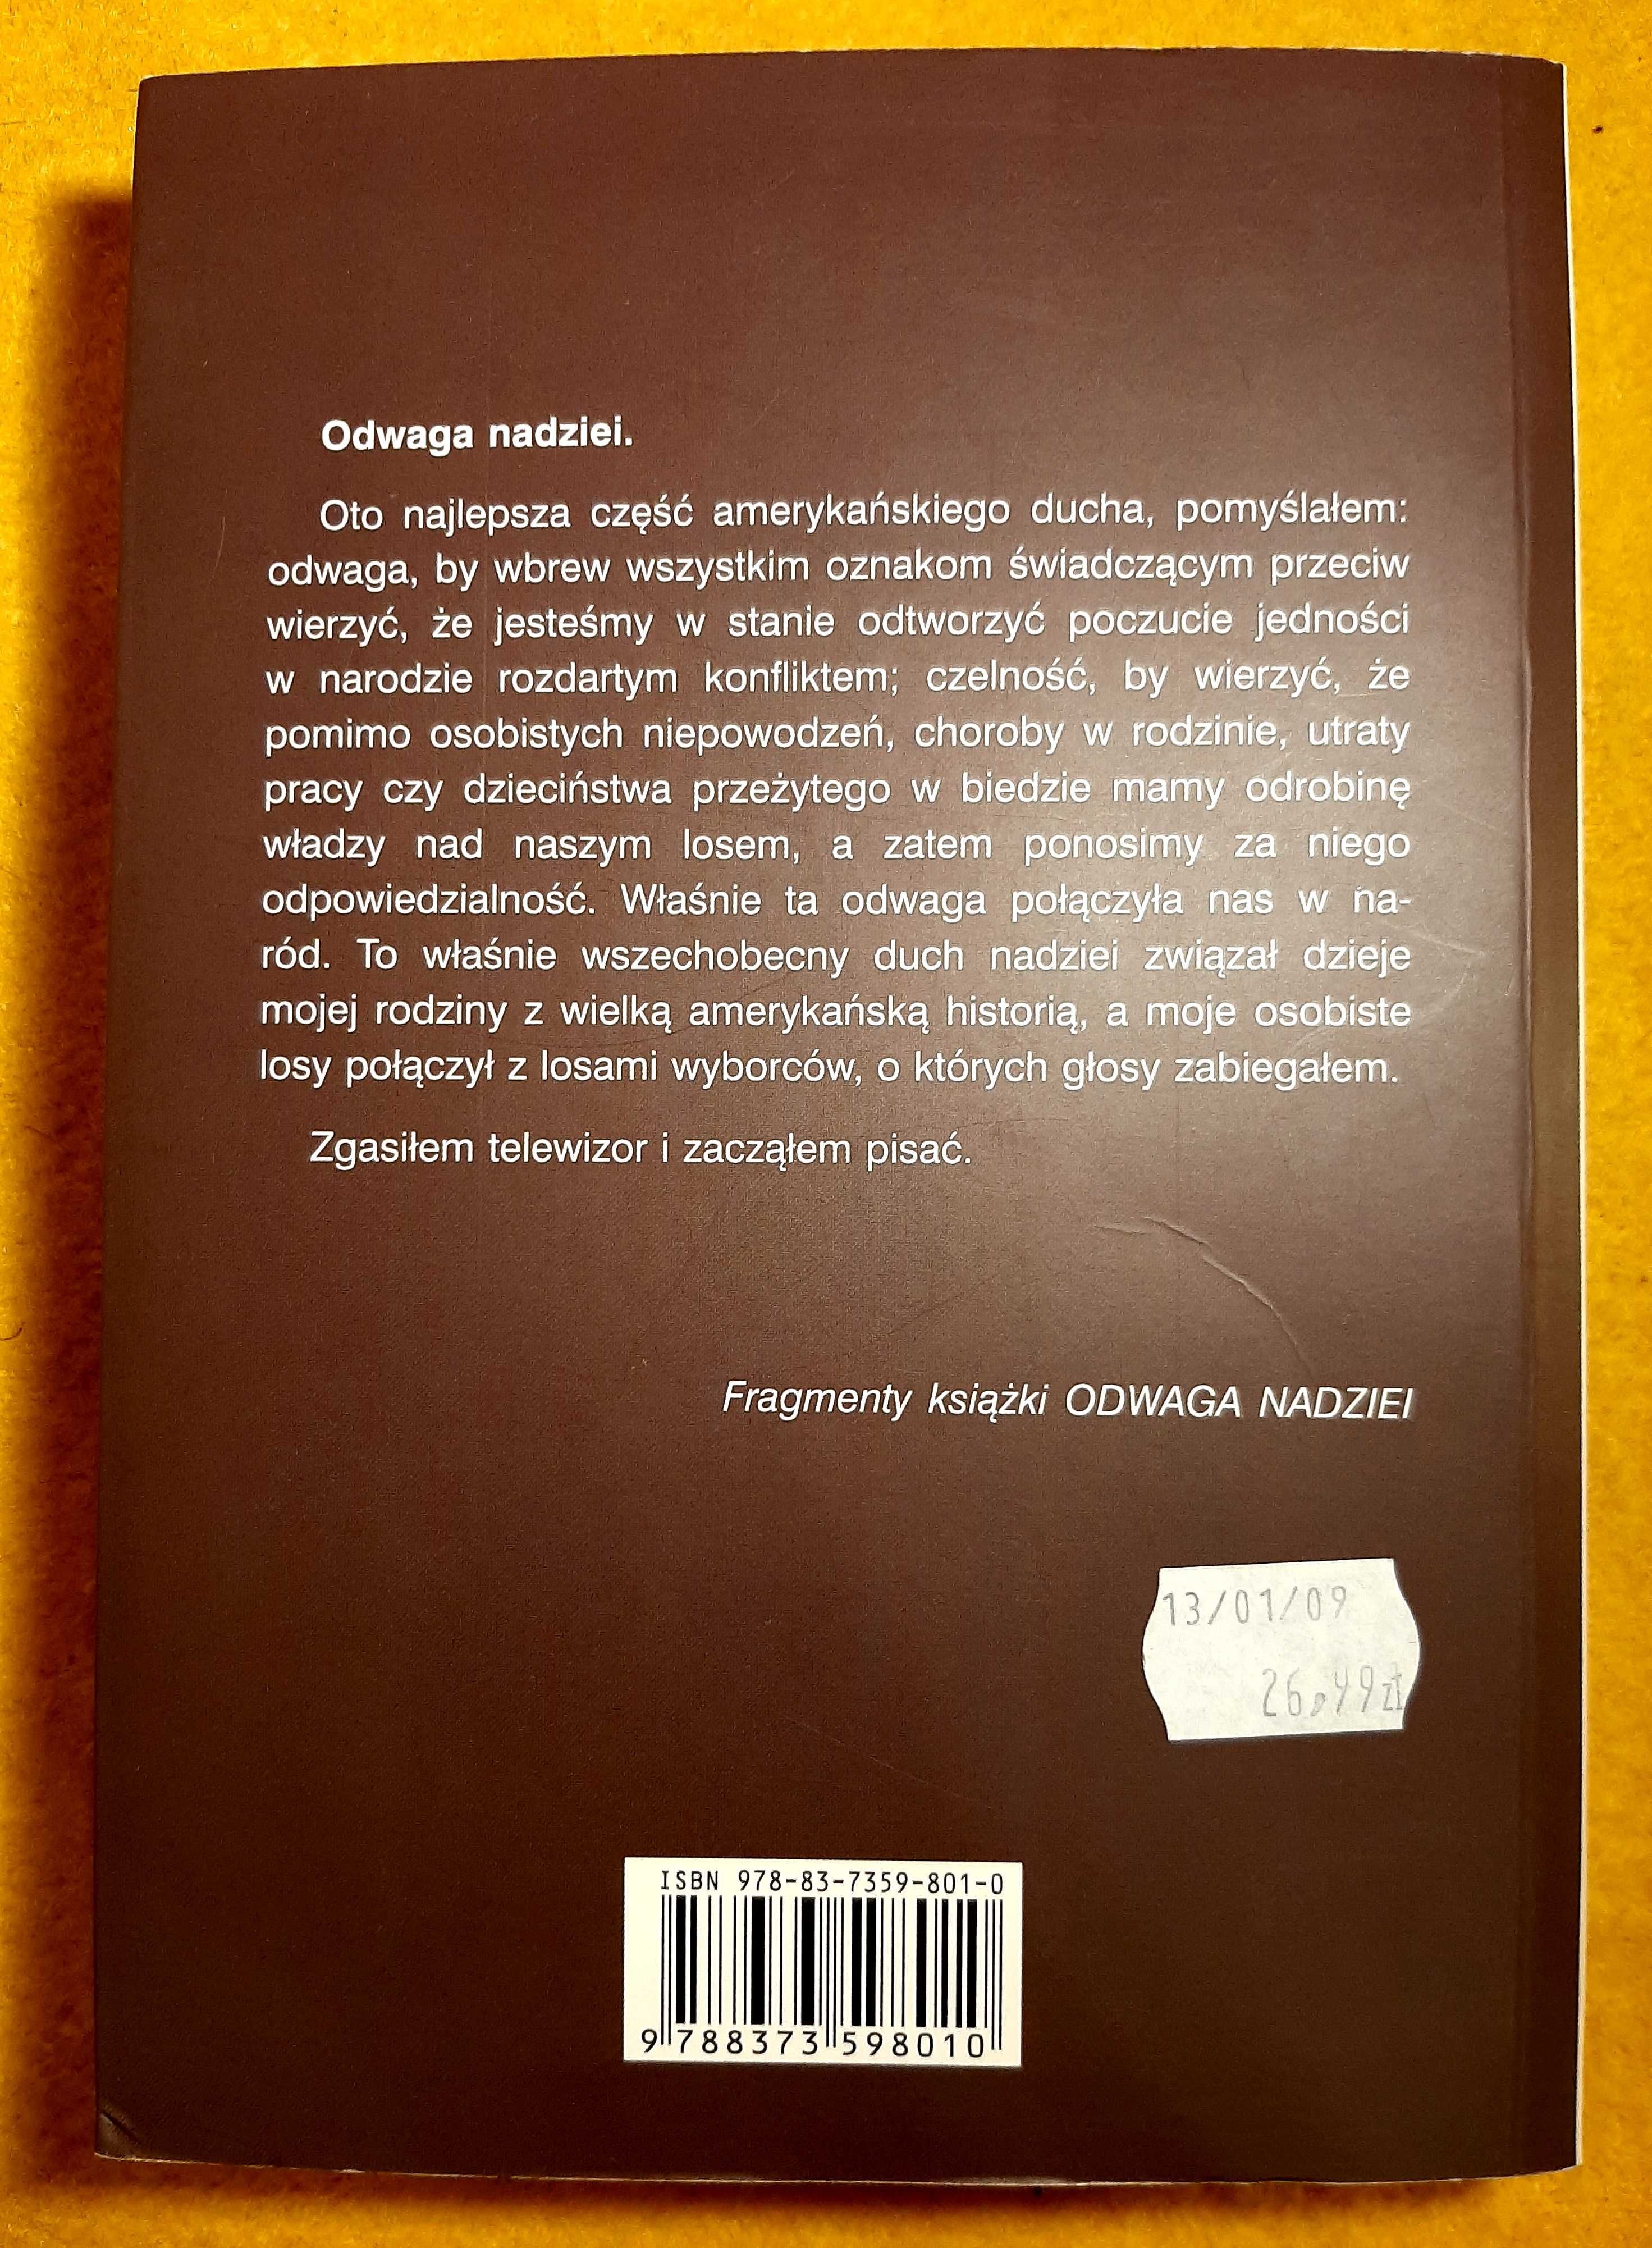 Odwaga nadziei.
Oto najlepsza część amerykańskiego ducha, pomyślałem:
odwaga, by wbrew wszystkim oznakom świadczącym przeciw
wierzyć, że jesteśmy w stanie odtworzyć poczucie jedności
w narodzie rozdartym konfliktem; czelność, by wierzyć, że
pomimo osobistych niepowodzeń, choroby w rodzinie, utraty
pracy czy dzieciństwa przeżytego w biedzie mamy odrobinę
władzy nad naszym losem, a zatem ponosimy za niego
odpowiedzialność. Właśnie ta odwaga połączyła nas w na-
ród. To właśnie wszechobecny duch nadziei związał dzieje
mojej rodziny z wielką amerykańską historią, a moje osobiste
losy połączył z losami wyborców, o których głosy zabiegałem.
Zgasiłem telewizor i zacząłem pisać.
Fragmenty książki ODWAGA NADZIEI
13/01/09
26,99zł
ISBN 978-83-7359-801-0
9 788373 598010